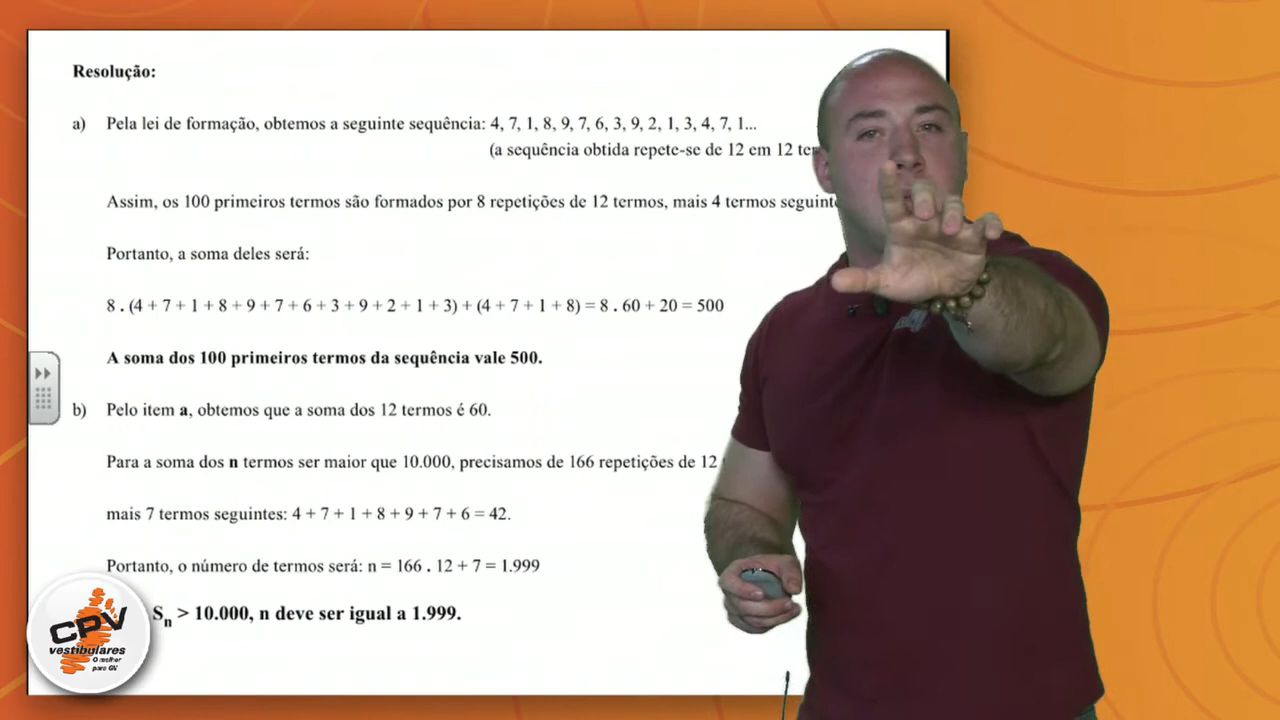 Resolução:
a) Pela lei de formação, obtemos a seguinte sequência: 4, 7, 1, 8, 9, 7, 6, 3, 9, 2, 1, 3, 4, 7, 1...
(a sequência obtida repete-se de 12 em 12
Assim, os 100 primeiros termos são formados por 8 repetições de 12 termos, mais 4 termos
Portanto, a soma deles será:
8 . (4 + 7 + 1 + 8 + 9 + 7 + 6 + 3 + 9 + 2 + 1 + 3) + (4 + 7 + 1 + 8) = 8 . 60 + 20 = 500
A soma dos 100 primeiros termos da sequência vale 500.
b) Pelo item a, obtemos que a soma dos 12 termos é 60.
Para a soma dos n termos ser maior que 10.000, precisamos de 166 repetições de 12
mais 7 termos seguintes: 4 + 7 + 1 + 8 + 9 + 7 + 6 = 42.
Portanto, o número de termos será: n = 166 . 12 + 7 = 1.999
Sn > 10.000, n deve ser igual a 1.999.
CPV
vestibulares
O melhor
para GV